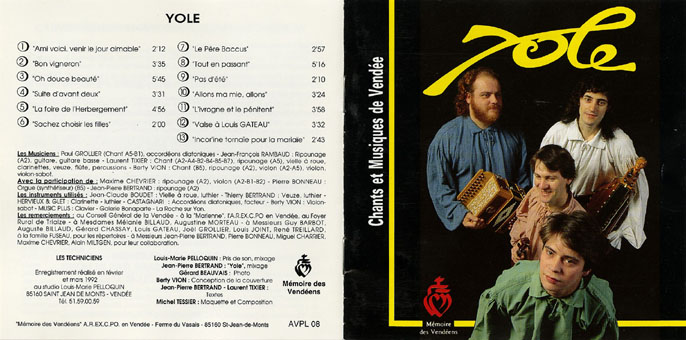 YOLE
① "Ami voici, venir le jour aimable" 2'12
② "Bon vigneron" 3'35
③ "Oh douce beauté" 5'45
④ "Suite d'avant deux" 3'31
⑤ "La foire de l'Herbergement" 4'56
⑥ "Sachez choisir les filles" 2'00
⑦ "Le Père Baccus" 2'57
⑧ "Tout en passant" 5'16
⑨ "Pas d'été" 2'10
⑩ "Allons ma mie, allons" 3'24
⑪ "L'ivrogne et le pénitent" 3'58
⑫ "Valse à Louis GATEAU" 3'32
⑬ "Incor'ine tornaïe pour la mariaïe" 2'43
Les Musiciens : Paul GROLLIER (Chant A5-B1), accordéons diatoniques - Jean-François RAMBAUD : Ripounage
(A2), guitare, guitare basse - Laurent TIXIER : Chant (A2-A4-B2-B4-B5-B7), ripounage (A5), vielle à roue,
clarinettes, veuze, flûte, percussions - Berty VION : Chant (B5), ripounage (A2), violon (A2-A5), violon,
violon-sabot.
Avec la participation de : Maxime CHEVRIER : ripounage (A2), violon (A2-B1-B2) - Pierre BONNEAU :
Orgue (synthétiseur) (B5) - Jean-Pierre BERTRAND : ripounage (A2)
Les instruments utilisés : Jean-Claude BOUDET : Vielle à roue, luthier - Thierry BERTRAND : Veuze, luthier -
HERVIEUX & GLET : Clarinette - luthier - CASTAGNARI : Accordéons diatoniques, facteur - Berty VION : Violon-
sabot - MUSIC PLUS : Clavier - Galerie Bonaparte - La Roche sur Yon.
Les remerciements : au Conseil Général de la Vendée - à la "Marienne", l'A.R.EX.C.PO en Vendée, au Foyer
Rural de Triaize - à Mesdames Mélanie BILLAUD, Augustine MORTEAU - à Messieurs Guy BARBOT,
Auguste BILLAUD, Gérard CHASSAY, Louis GATEAU, Joël GROLLIER, Louis JOINT, René TREILLARD,
à la famille FUSEAU, pour les répertoires - à Messieurs Jean-Pierre BERTRAND, Pierre BONNEAU, Miguel CHARRIER,
Maxime CHEVRIER, Alain MILTGEN, pour leur collaboration.
LES TECHNICIENS
Enregistrement réalisé en février
et mars 1992
au studio Louis-Marie PELLOQUIN
85160 SAINT JEAN DE MONTS - VENDÉE
Tél. 51.59.00.59
Louis-Marie PELLOQUIN : Pris de son, mixage
Jean-Pierre BERTRAND : "Yole", mixage
Gérard BEAUVAIS : Photo
Berty VION : Conception de la couverture
Jean-Pierre BERTRAND - Laurent TIXIER :
Textes
Michel TESSIER : Maquette et Composition
Mémoire des
Vendéens
"Mémoire des Vendéens" A.R.EX.C.PO. en Vendée - Ferme du Vasais - 85160 St-Jean-de-Monts
AVPL 08
Chants et Musiques de Vendée
Yole
Mémoire
des Vendéens